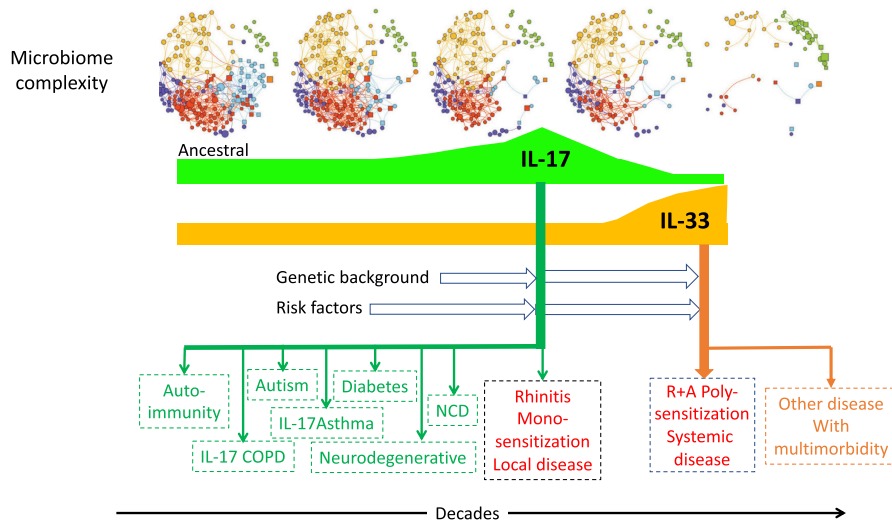 Microbiome
complexity
Ancestral
IL-17
IL-33
Genetic background
Risk factors
Auto-
immunity
Autism
Diabetes
IL-17Asthma
NCD
IL-17 COPD
Neurodegenerative
Rhinitis
Mono-
sensitization
Local disease
R+A Poly-
sensitization
Systemic
disease
Other disease
With
multimorbidity
Decades